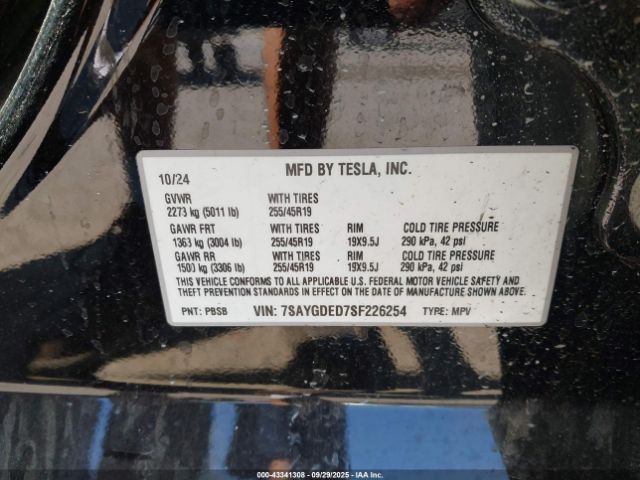 10/24 MFD BY TESLA, INC.
GVWR WITH TIRES
2273 kg (5011 lb) 255/45R19
GAWR FRT WITH TIRES RIM COLD TIRE PRESSURE
1363 kg (3004 lb) 255/45R19 19X9.5J 290 kPa, 42 psi
GAWR RR WITH TIRES RIM COLD TIRE PRESSURE
1500 kg (3306 lb) 255/45R19 19X9.5J 290 kPa, 42 psi
THIS VEHICLE CONFORMS TO ALL APPLICABLE U.S. FEDERAL MOTOR VEHICLE SAFETY AND
THEFT PREVENTION STANDARDS IN EFFECT ON THE DATE OF MANUFACTURE SHOWN ABOVE.
PNT: PBSB VIN: 7SAYGDED7SF226254 TYPE: MPV
000-43341308 - 09/29/2025 - IAA Inc.